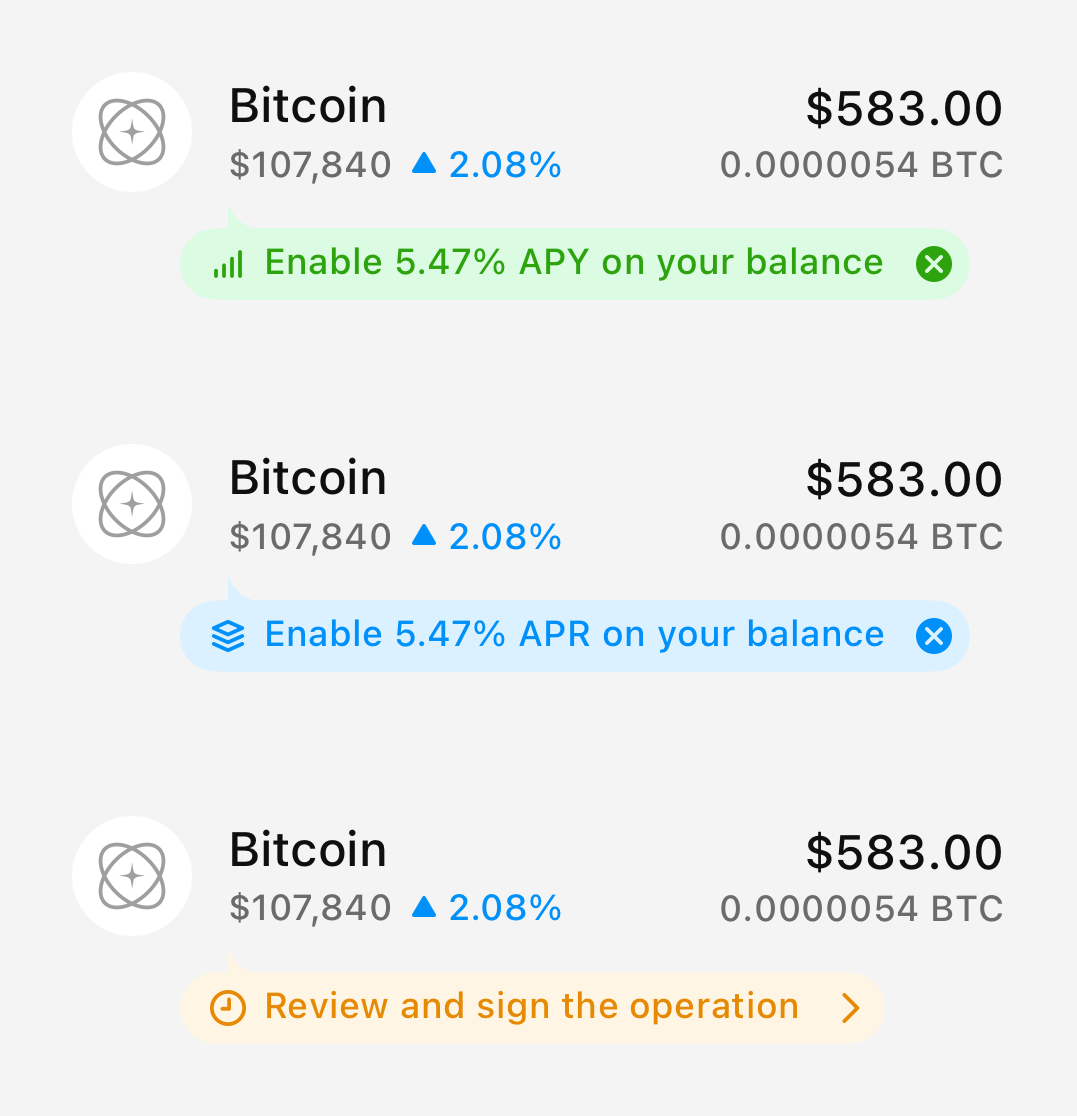 Bitcoin
$583.00
$107,840 ▲ 2.08%
0.0000054 BTC
Enable 5.47% APY on your balance
Bitcoin
$583.00
$107,840 ▲ 2.08%
0.0000054 BTC
Enable 5.47% APR on your balance
Bitcoin
$583.00
$107,840 ▲ 2.08%
0.0000054 BTC
Review and sign the operation